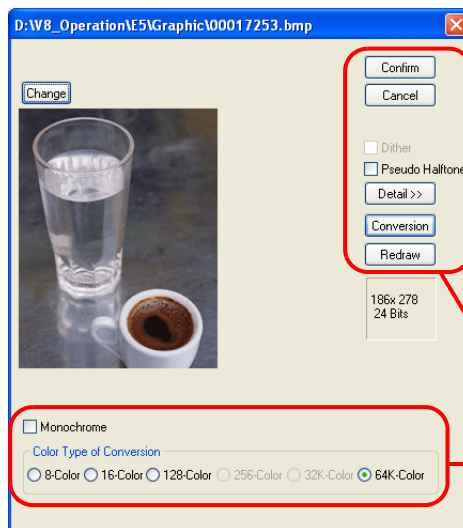 D:\V8_Operation\E5\Graphic\00017253.bmp
Confirm
Change
Cancel
Dither
Pseudo Halftone
Detail >>
Conversion
Redraw
186x 278
24 Bits
Monochrome
Color Type of Conversion
8-Color 16-Color 128-Color 256-Color 32K-Color 64K-Color